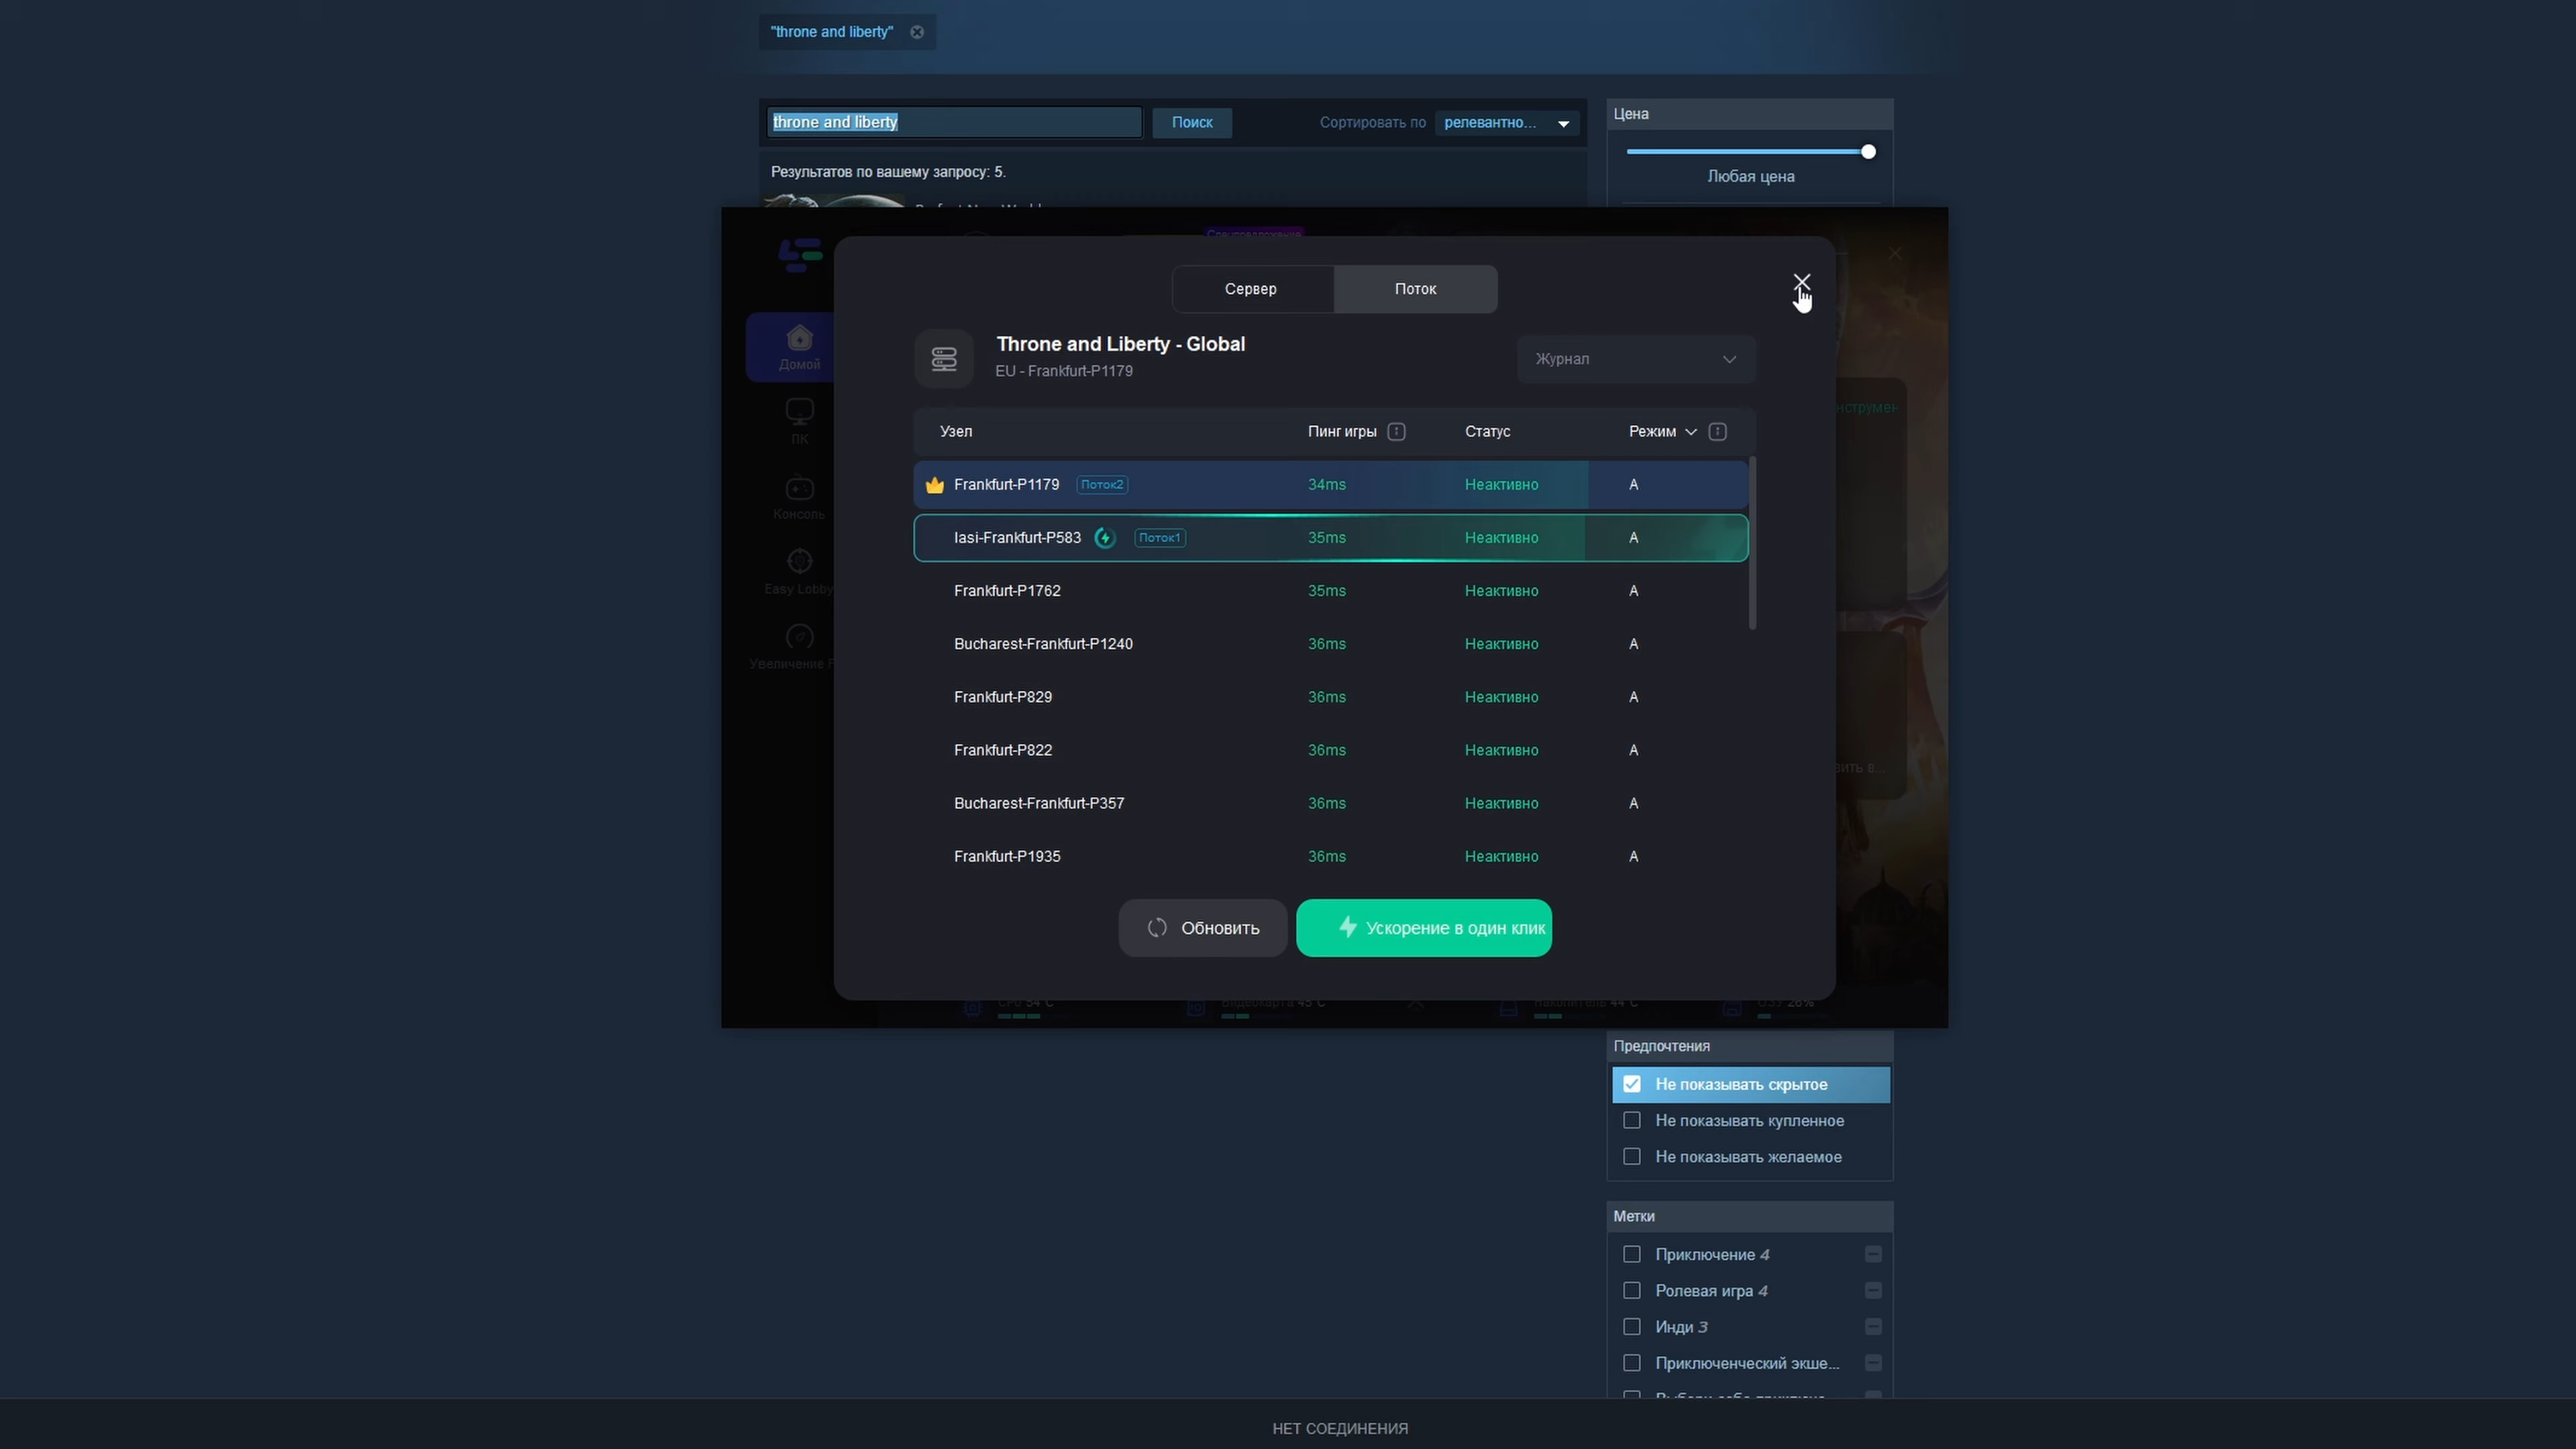 "throne and liberty"
throne and liberty
Поиск
Сортировать по
релевантно...
Цена
Любая цена
Результатов по вашему запросу: 5.
Спецпредложение
Сервер
Поток
Throne and Liberty - Global
EU - Frankfurt-P1179
Журнал
Домой
ПК
Консоль
Easy Lobby
Увеличение F
Узел
Пинг игры
Статус
Режим
Frankfurt-P1179 Поток2 34ms Неактивно A
Iasi-Frankfurt-P583 Поток1 35ms Неактивно A
Frankfurt-P1762 35ms Неактивно A
Bucharest-Frankfurt-P1240 36ms Неактивно A
Frankfurt-P829 36ms Неактивно A
Frankfurt-P822 36ms Неактивно A
Bucharest-Frankfurt-P357 36ms Неактивно A
Frankfurt-P1935 36ms Неактивно A
Обновить
Ускорение в один клик
Предпочтения
Не показывать скрытое
Не показывать купленное
Не показывать желаемое
Метки
Приключение 4
Ролевая игра 4
Инди 3
Приключенческий экше...
НЕТ СОЕДИНЕНИЯ